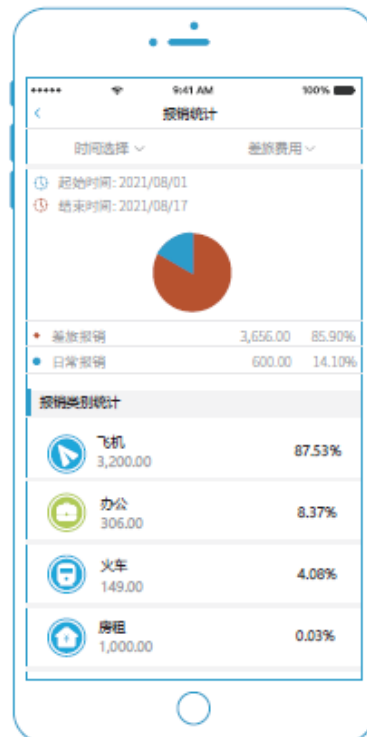 9:41 AM 100%
报销统计
时间选择 差旅费用
起始时间: 2021/08/01
结束时间: 2021/08/17
差旅报销 3,656.00 85.90%
日常报销 600.00 14.10%
报销类别统计
飞机
3,200.00 87.53%
办公
306.00 8.37%
火车
149.00 4.08%
房租
1,000.00 0.03%